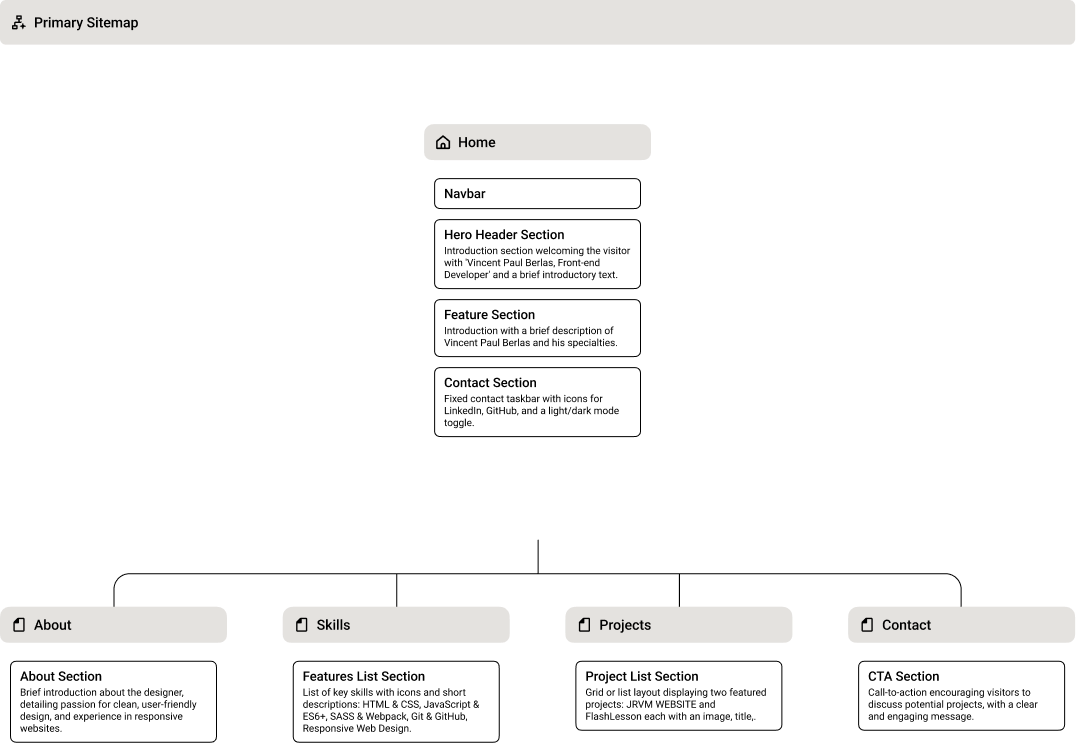 Primary Sitemap
Home
Navbar
Hero Header Section
Introduction section welcoming the visitor
with 'Vincent Paul Berlas, Front-end
Developer' and a brief introductory text.
Feature Section
Introduction with a brief description of
Vincent Paul Berlas and his specialties.
Contact Section
Fixed contact taskbar with icons for
LinkedIn, GitHub, and a light/dark mode
toggle.
About
About Section
Brief introduction about the designer,
detailing passion for clean, user-friendly
design, and experience in responsive
websites.
Skills
Features List Section
List of key skills with icons and short
descriptions: HTML & CSS, JavaScript &
ES6+, SASS & Webpack, Git & GitHub,
Responsive Web Design.
Projects
Project List Section
Grid or list layout displaying two featured
projects: JRVM WEBSITE and
FlashLesson each with an image, title,.
Contact
CTA Section
Call-to-action encouraging visitors to
discuss potential projects, with a clear
and engaging message.